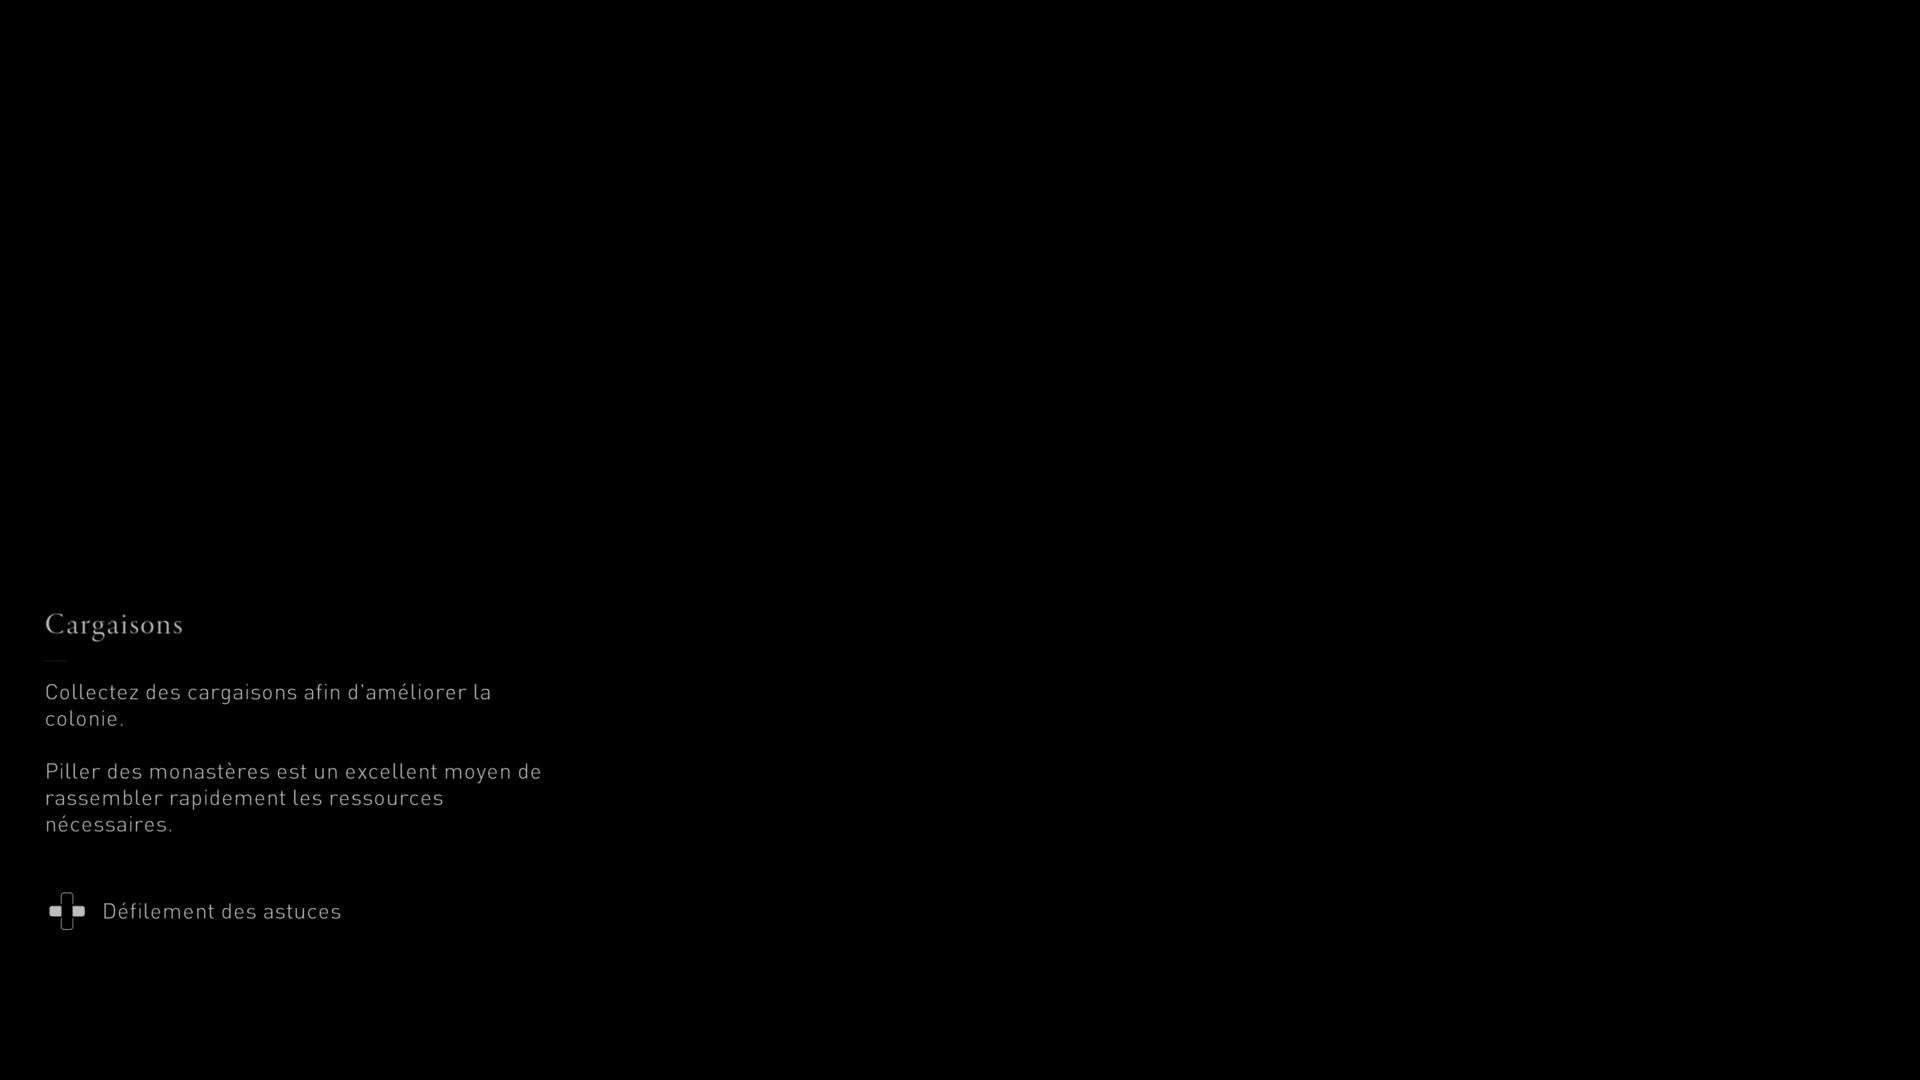 Cargaisons
Collectez des cargaisons afin d'améliorer la
colonie.
Piller des monastères est un excellent moyen de
rassembler rapidement les ressources
nécessaires.
Défilement des astuces